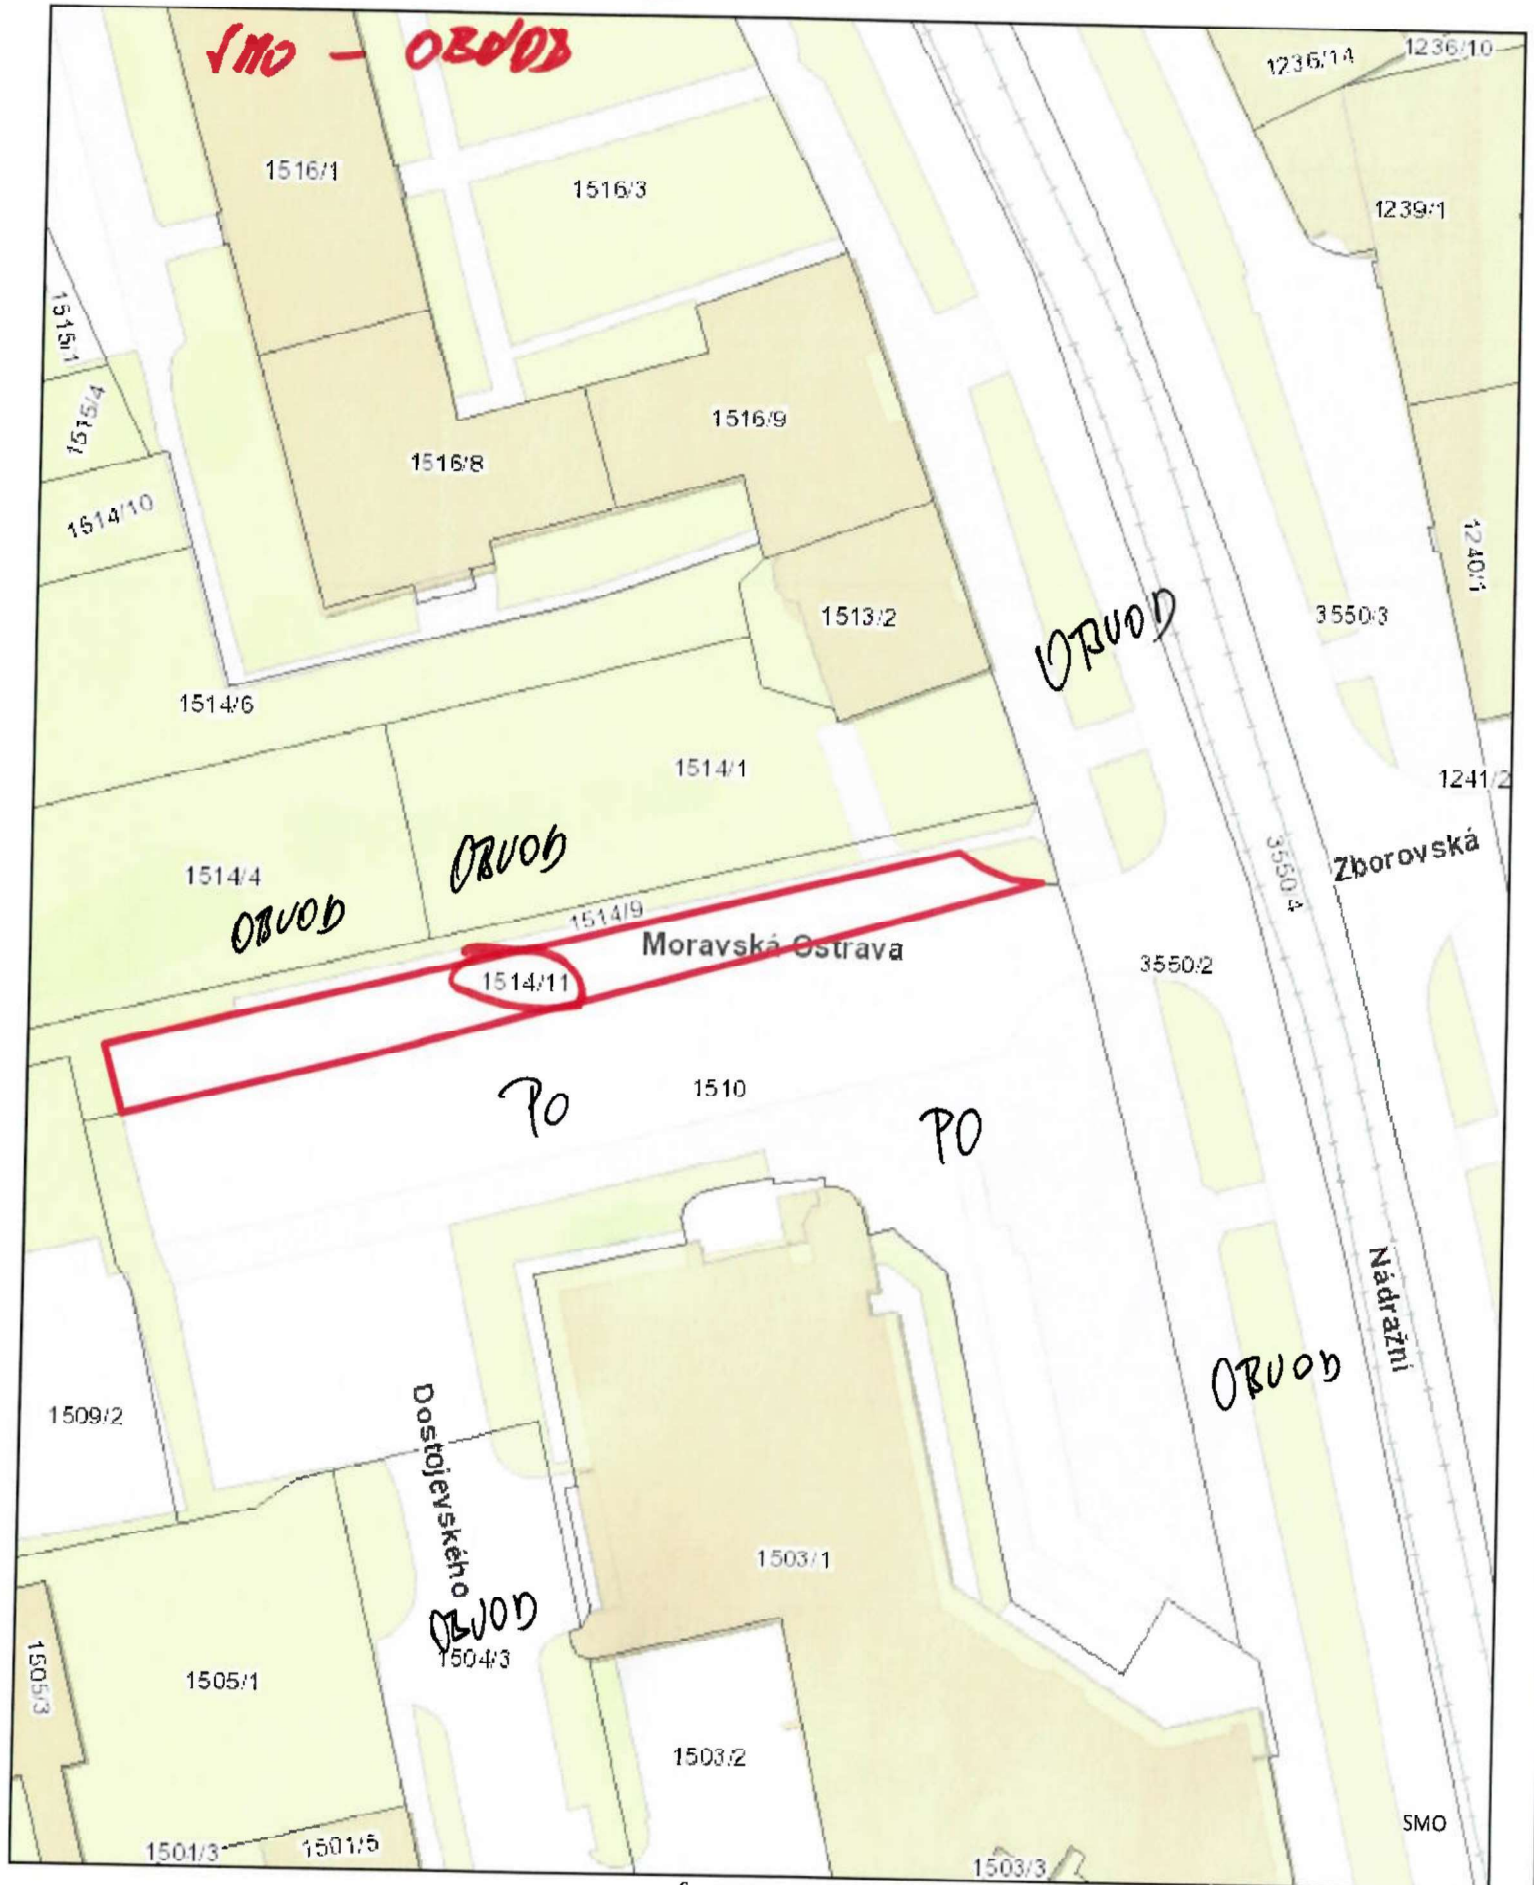 SMO - OBVOD
1236/14
1236/10
1516/1
1516/3
1239/1
1515/1
1515/4
1516/9
1516/8
1514/10
1240/1
1513/2
3550/3
OBVOD
1514/6
1514/1
1241/2
Zborovská
OBVOD
3550/4
1514/4
OBVOD
1514/9
Moravská Ostrava
3550/2
1514/11
PO
1510
PO
Nádražní
OBVOD
1509/2
Dostojevského
1503/1
OBVOD
1504/3
1505/3
1505/1
1503/2
SMO
1501/3
1501/5
1503/3